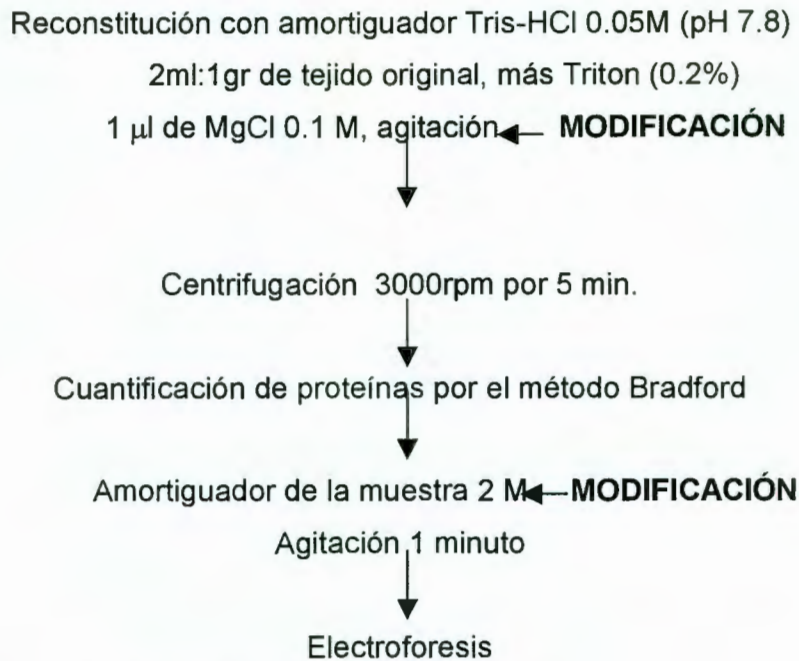 Reconstitución con amortiguador Tris-HCl 0.05M (pH 7.8)
2ml:1gr de tejido original, más Triton (0.2%)
1 µl de MgCl 0.1 M, agitación MODIFICACIÓN
Centrifugación 3000rpm por 5 min.
Cuantificación de proteínas por el método Bradford
Amortiguador de la muestra 2 M MODIFICACIÓN
Agitación 1 minuto
Electroforesis